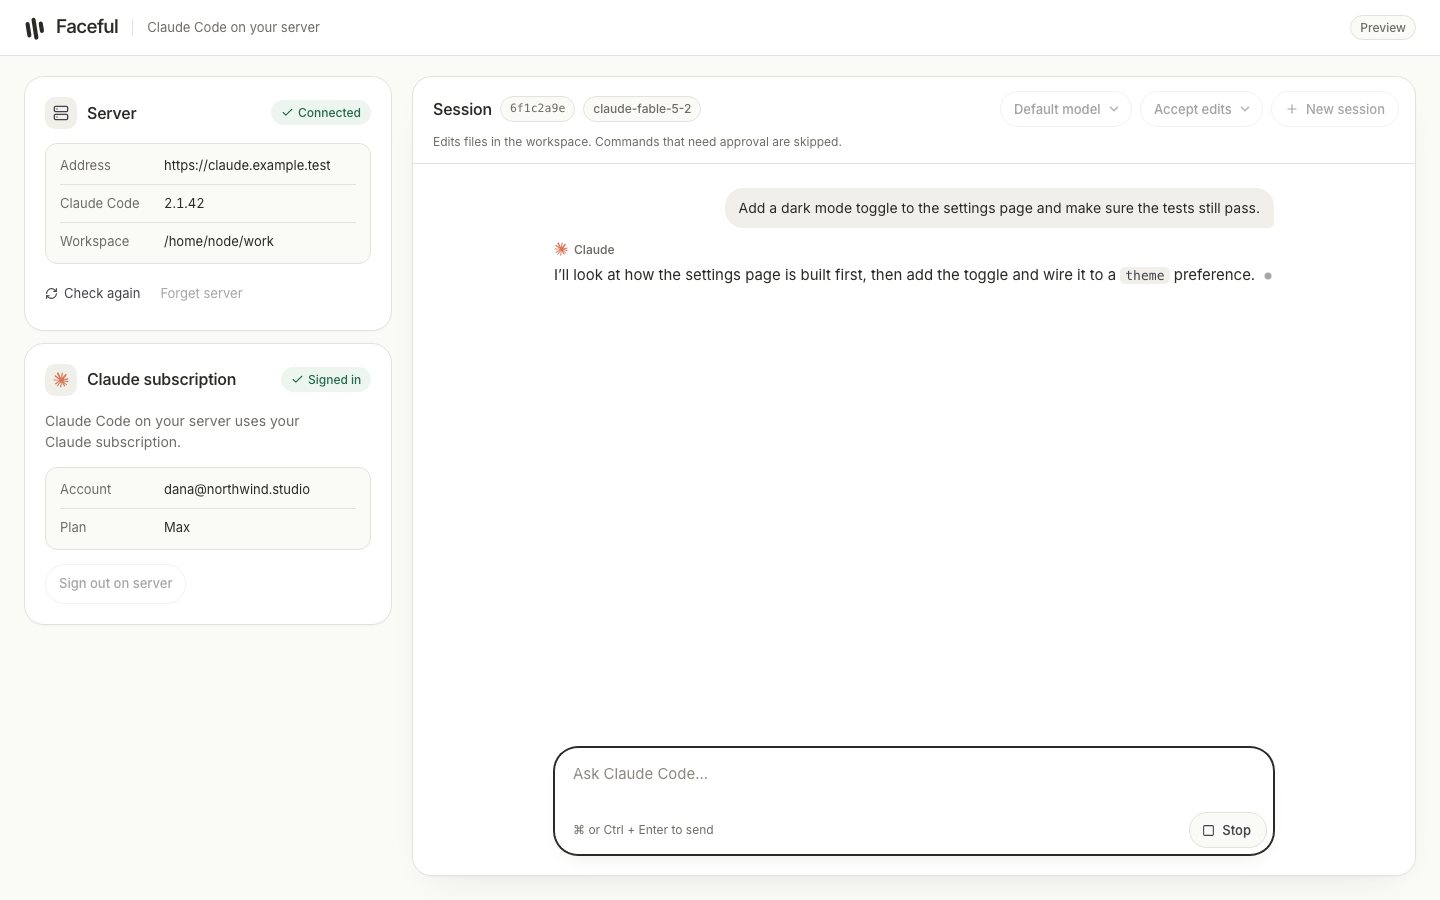 Faceful
Claude Code on your server
Preview
Server
Connected
Address
https://claude.example.test
Claude Code
2.1.42
Workspace
/home/node/work
Check again
Forget server
Claude subscription
Signed in
Claude Code on your server uses your
Claude subscription.
Account
dana@northwind.studio
Plan
Max
Sign out on server
Session
6f1c2a9e
claude-fable-5-2
Default model
Accept edits
New session
Edits files in the workspace. Commands that need approval are skipped.
Add a dark mode toggle to the settings page and make sure the tests still pass.
Claude
I’ll look at how the settings page is built first, then add the toggle and wire it to a theme preference.
Ask Claude Code...
⌘ or Ctrl + Enter to send
Stop